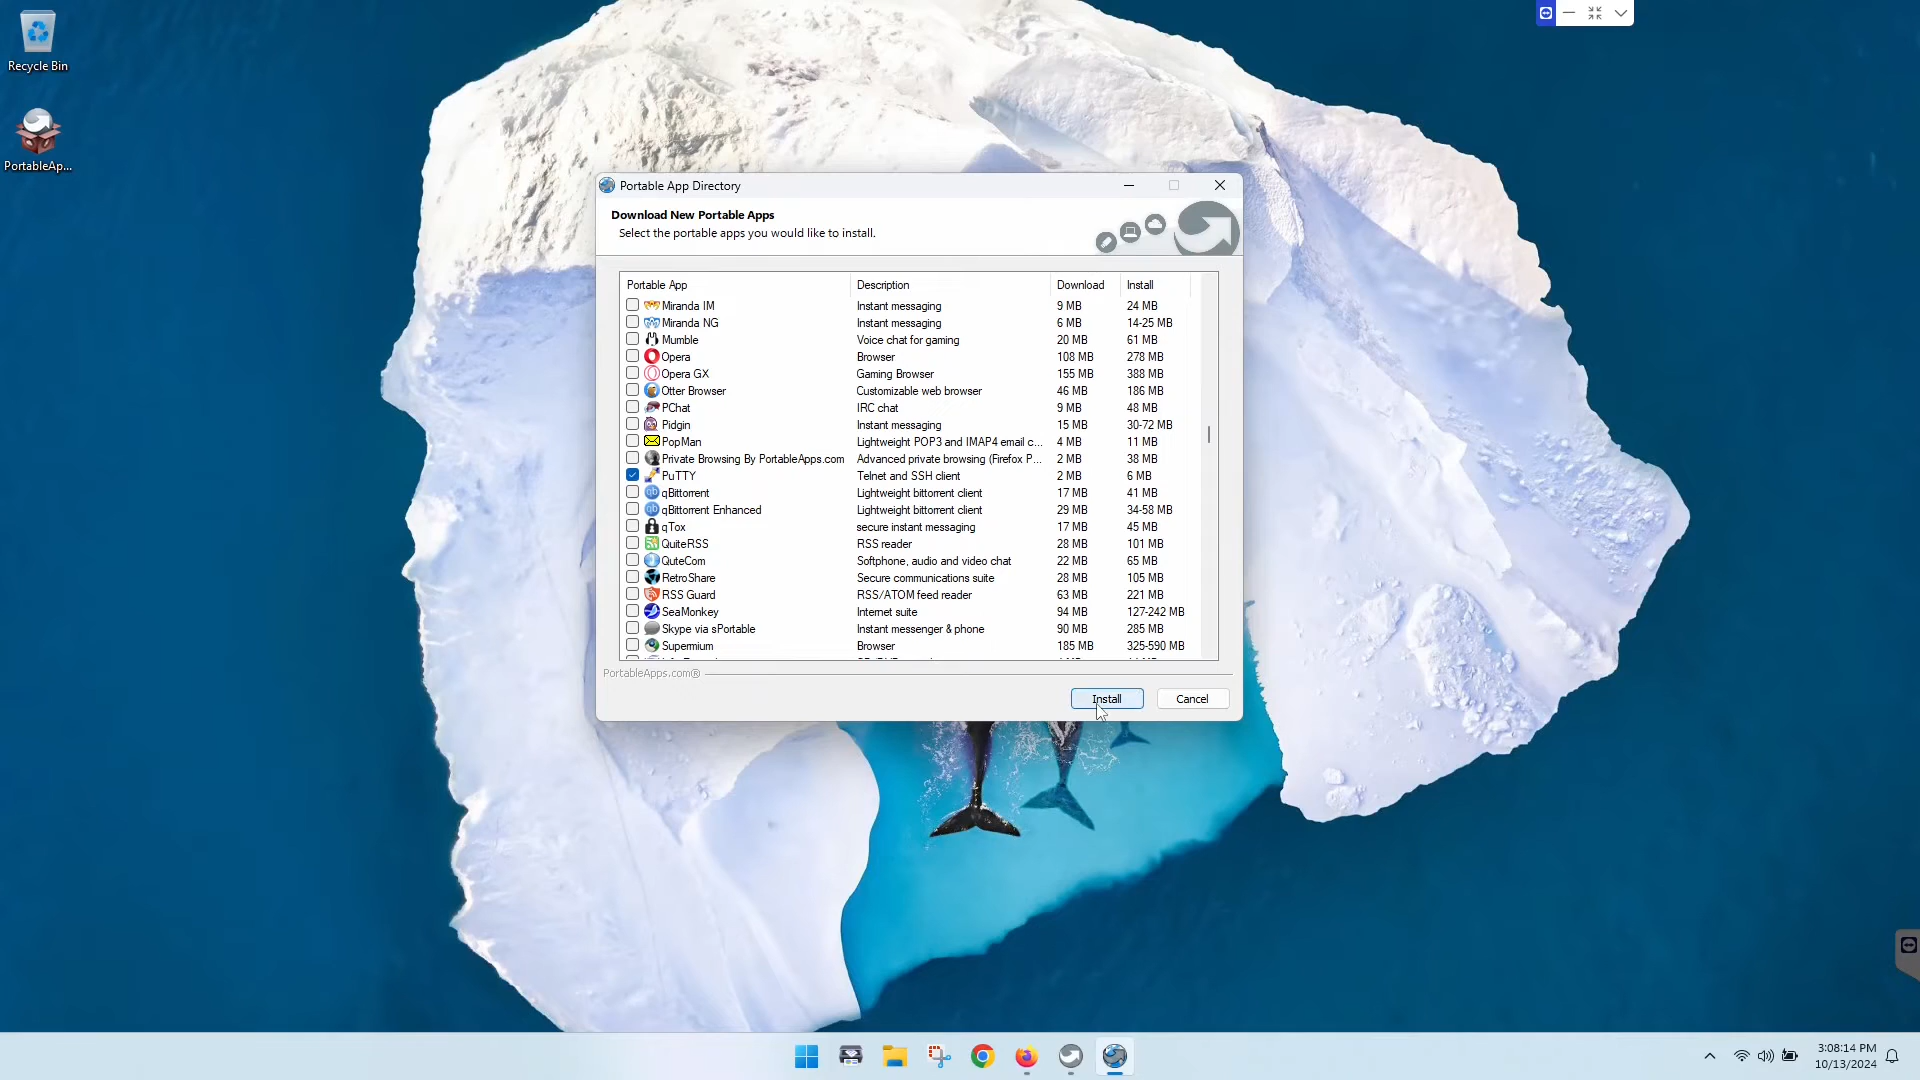 Recycle Bin
PortableAp...
Portable App Directory
Download New Portable Apps
Select the portable apps you would like to install.
Portable App Description Download Install
Miranda IM Instant messaging 9 MB 24 MB
Miranda NG Instant messaging 6 MB 14-25 MB
Mumble Voice chat for gaming 20 MB 61 MB
Opera Browser 108 MB 278 MB
Opera GX Gaming Browser 155 MB 388 MB
Otter Browser Customizable web browser 46 MB 186 MB
PChat IRC chat 9 MB 48 MB
Pidgin Instant messaging 15 MB 30-72 MB
PopMan Lightweight POP3 and IMAP4 email c... 4 MB 11 MB
Private Browsing By PortableApps.com Advanced private browsing (Firefox P... 2 MB 38 MB
PuTTY Telnet and SSH client 2 MB 6 MB
qBittorrent Lightweight bittorrent client 17 MB 41 MB
qBittorrent Enhanced Lightweight bittorrent client 29 MB 34-58 MB
qTox secure instant messaging 17 MB 45 MB
QuiteRSS RSS reader 28 MB 101 MB
QuteCom Softphone, audio and video chat 22 MB 65 MB
RetroShare Secure communications suite 28 MB 105 MB
RSS Guard RSS/ATOM feed reader 63 MB 221 MB
SeaMonkey Internet suite 94 MB 127-242 MB
Skype via sPortable Instant messenger & phone 90 MB 285 MB
Supermium Browser 185 MB 325-590 MB
PortableApps.com®
Install Cancel
3:08:14 PM
10/13/2024